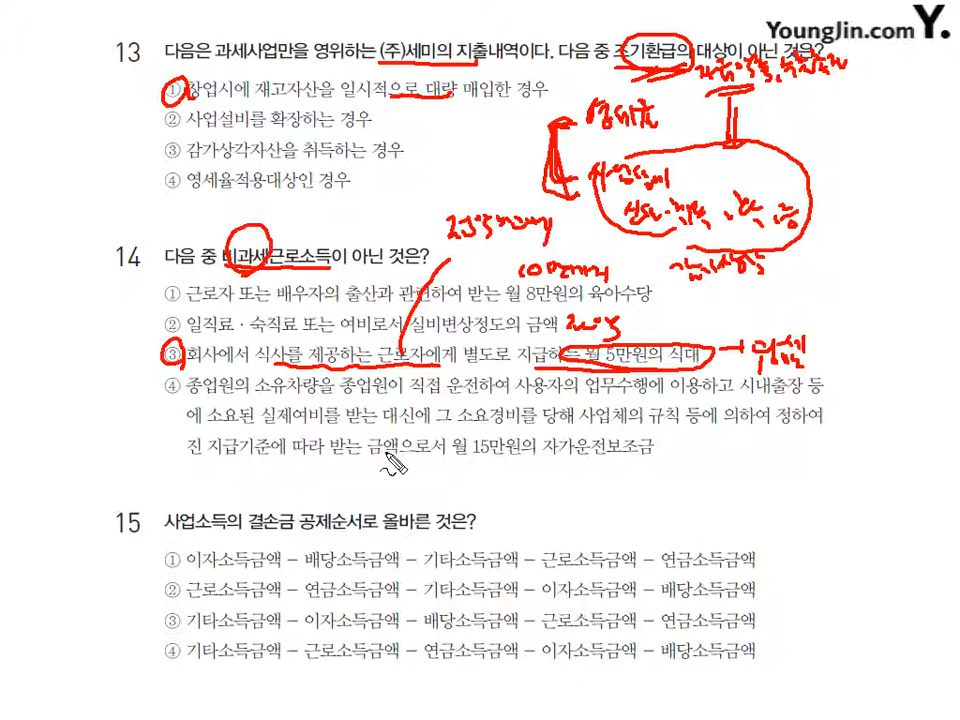 www.
YoungJin.com Y.
13 다음은 과세사업만을 영위하는 (주)세미의 지출내역이다. 다음 중 조기환급의 대상이 아닌 것은?
① 창업시에 재고자산을 일시적으로 대량 매입한 경우
② 사업설비를 확장하는 경우
영세율
③ 감가상각자산을 취득하는 경우
④ 영세율적용대상인 경우
사업설비
14 다음 중 비과세근로소득이 아닌 것은?
① 근로자 또는 배우자의 출산과 관련하여 받는 월 8만원의 육아수당
② 일직료·숙직료 또는 여비로서 실비변상정도의 금액
③ 회사에서 식사를 제공하는 근로자에게 별도로 지급하는 월 5만원의 식대
④ 종업원의 소유차량을 종업원이 직접 운전하여 사용자의 업무수행에 이용하고 시내출장 등
에 소요된 실제여비를 받는 대신에 그 소요경비를 당해 사업체의 규칙 등에 의하여 정하여
진 지급기준에 따라 받는 금액으로서 월 15만원의 자가운전보조금
15 사업소득의 결손금 공제순서로 올바른 것은?
① 이자소득금액 – 배당소득금액 – 기타소득금액 – 근로소득금액 – 연금소득금액
② 근로소득금액 – 연금소득금액 – 기타소득금액 – 이자소득금액 – 배당소득금액
③ 기타소득금액 – 이자소득금액 – 배당소득금액 – 근로소득금액 – 연금소득금액
④ 기타소득금액 – 근로소득금액 – 연금소득금액 – 이자소득금액 – 배당소득금액